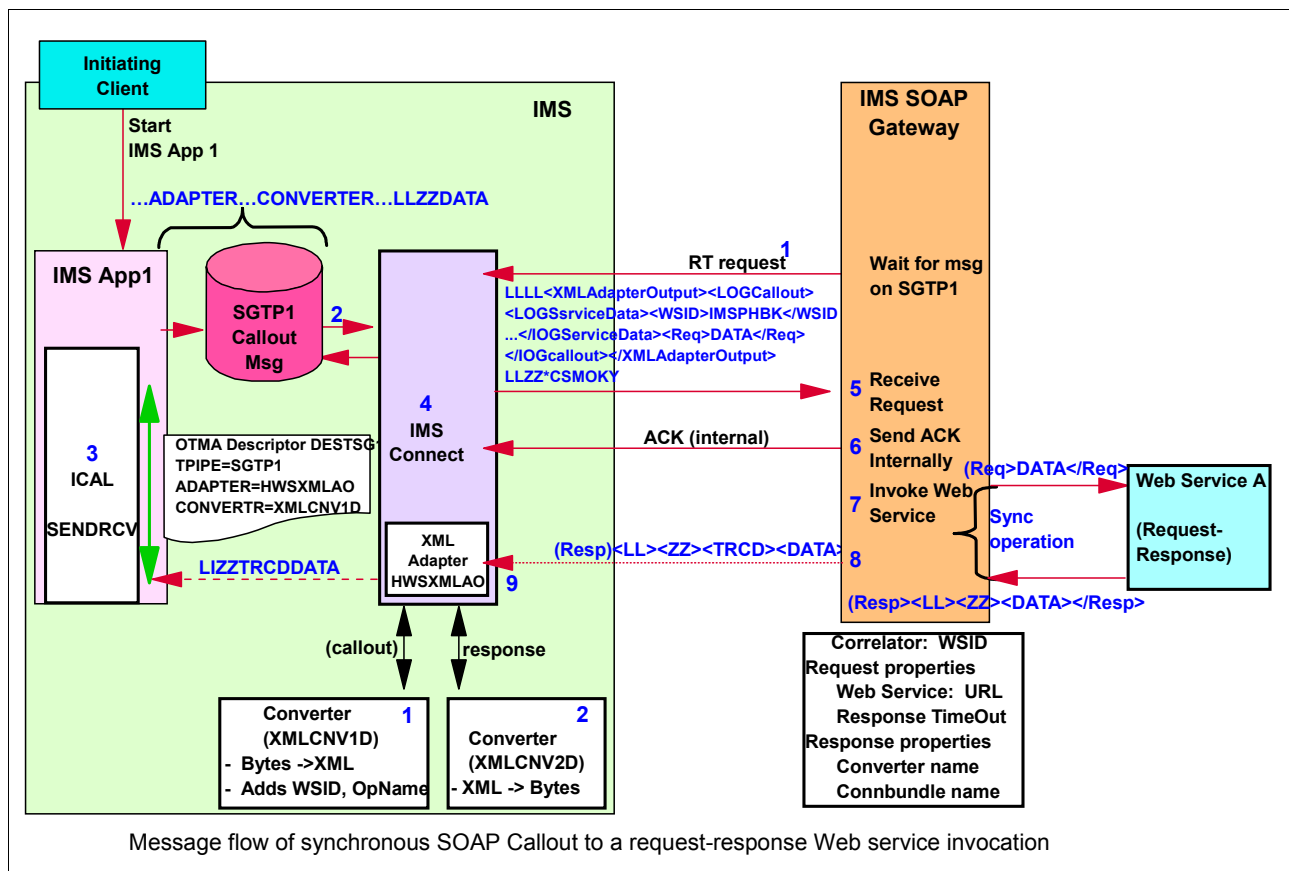 Initiating
Client
IMS
IMS SOAP
Gateway
Start
IMS App 1
...ADAPTER...CONVERTER...LLZZDATA
IMS App1
SGTP1
Callout
Msg
2
1
RT request
Wait for msg
on SGTP1
LLLL<XMLAdapterOutput><LOGCallout>
<LOGSsrviceData><WSID>IMSPHBK</WSID
...</IOGServiceData><Req>DATA</Req>
</IOGcallout></XMLAdapterOutput>
LLZZ*CSMOKY
5 Receive
Request
4
IMS
Connect
ACK (internal)
6 Send ACK
Internally
3
ICAL
SENDRCV
OTMA Descriptor DESTSG1
TPIPE=SGTP1
ADAPTER=HWSXMLAO
CONVERTR=XMLCNV1D
(Req>DATA</Req>
7 Invoke Web
Service
Sync
operation
Web Service A
(Request-
Response)
XML
Adapter
HWSXMLAO
9
(Resp)<LL><ZZ><TRCD><DATA>
8
LIZZTRCDDATA
(Resp><LL><ZZ><DATA></Resp>
(callout)
response
Converter 1
(XMLCNV1D)
- Bytes ->XML
- Adds WSID, OpName
2
Converter
(XMLCNV2D)
- XML -> Bytes
Correlator: WSID
Request properties
Web Service: URL
Response TimeOut
Response properties
Converter name
Connbundle name
Message flow of synchronous SOAP Callout to a request-response Web service invocation